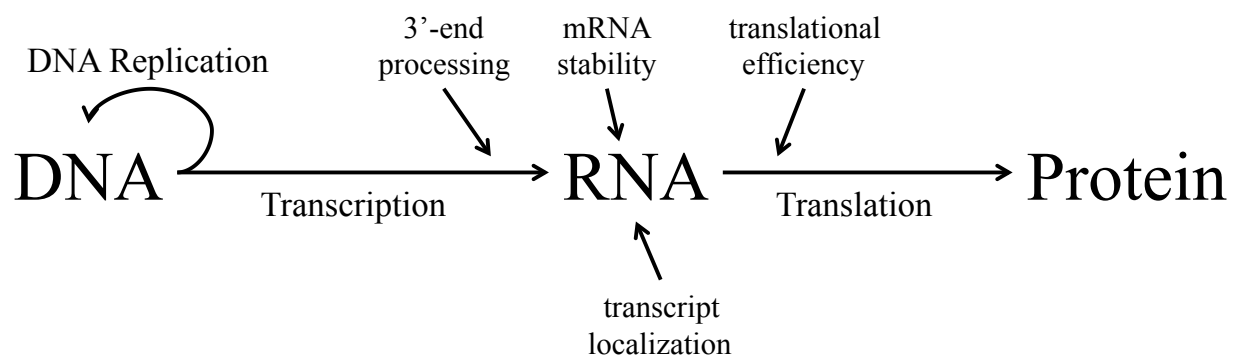 3’-end
processing
mRNA
stability
translational
efficiency
DNA Replication
DNA
RNA
Protein
Transcription
Translation
transcript
localization